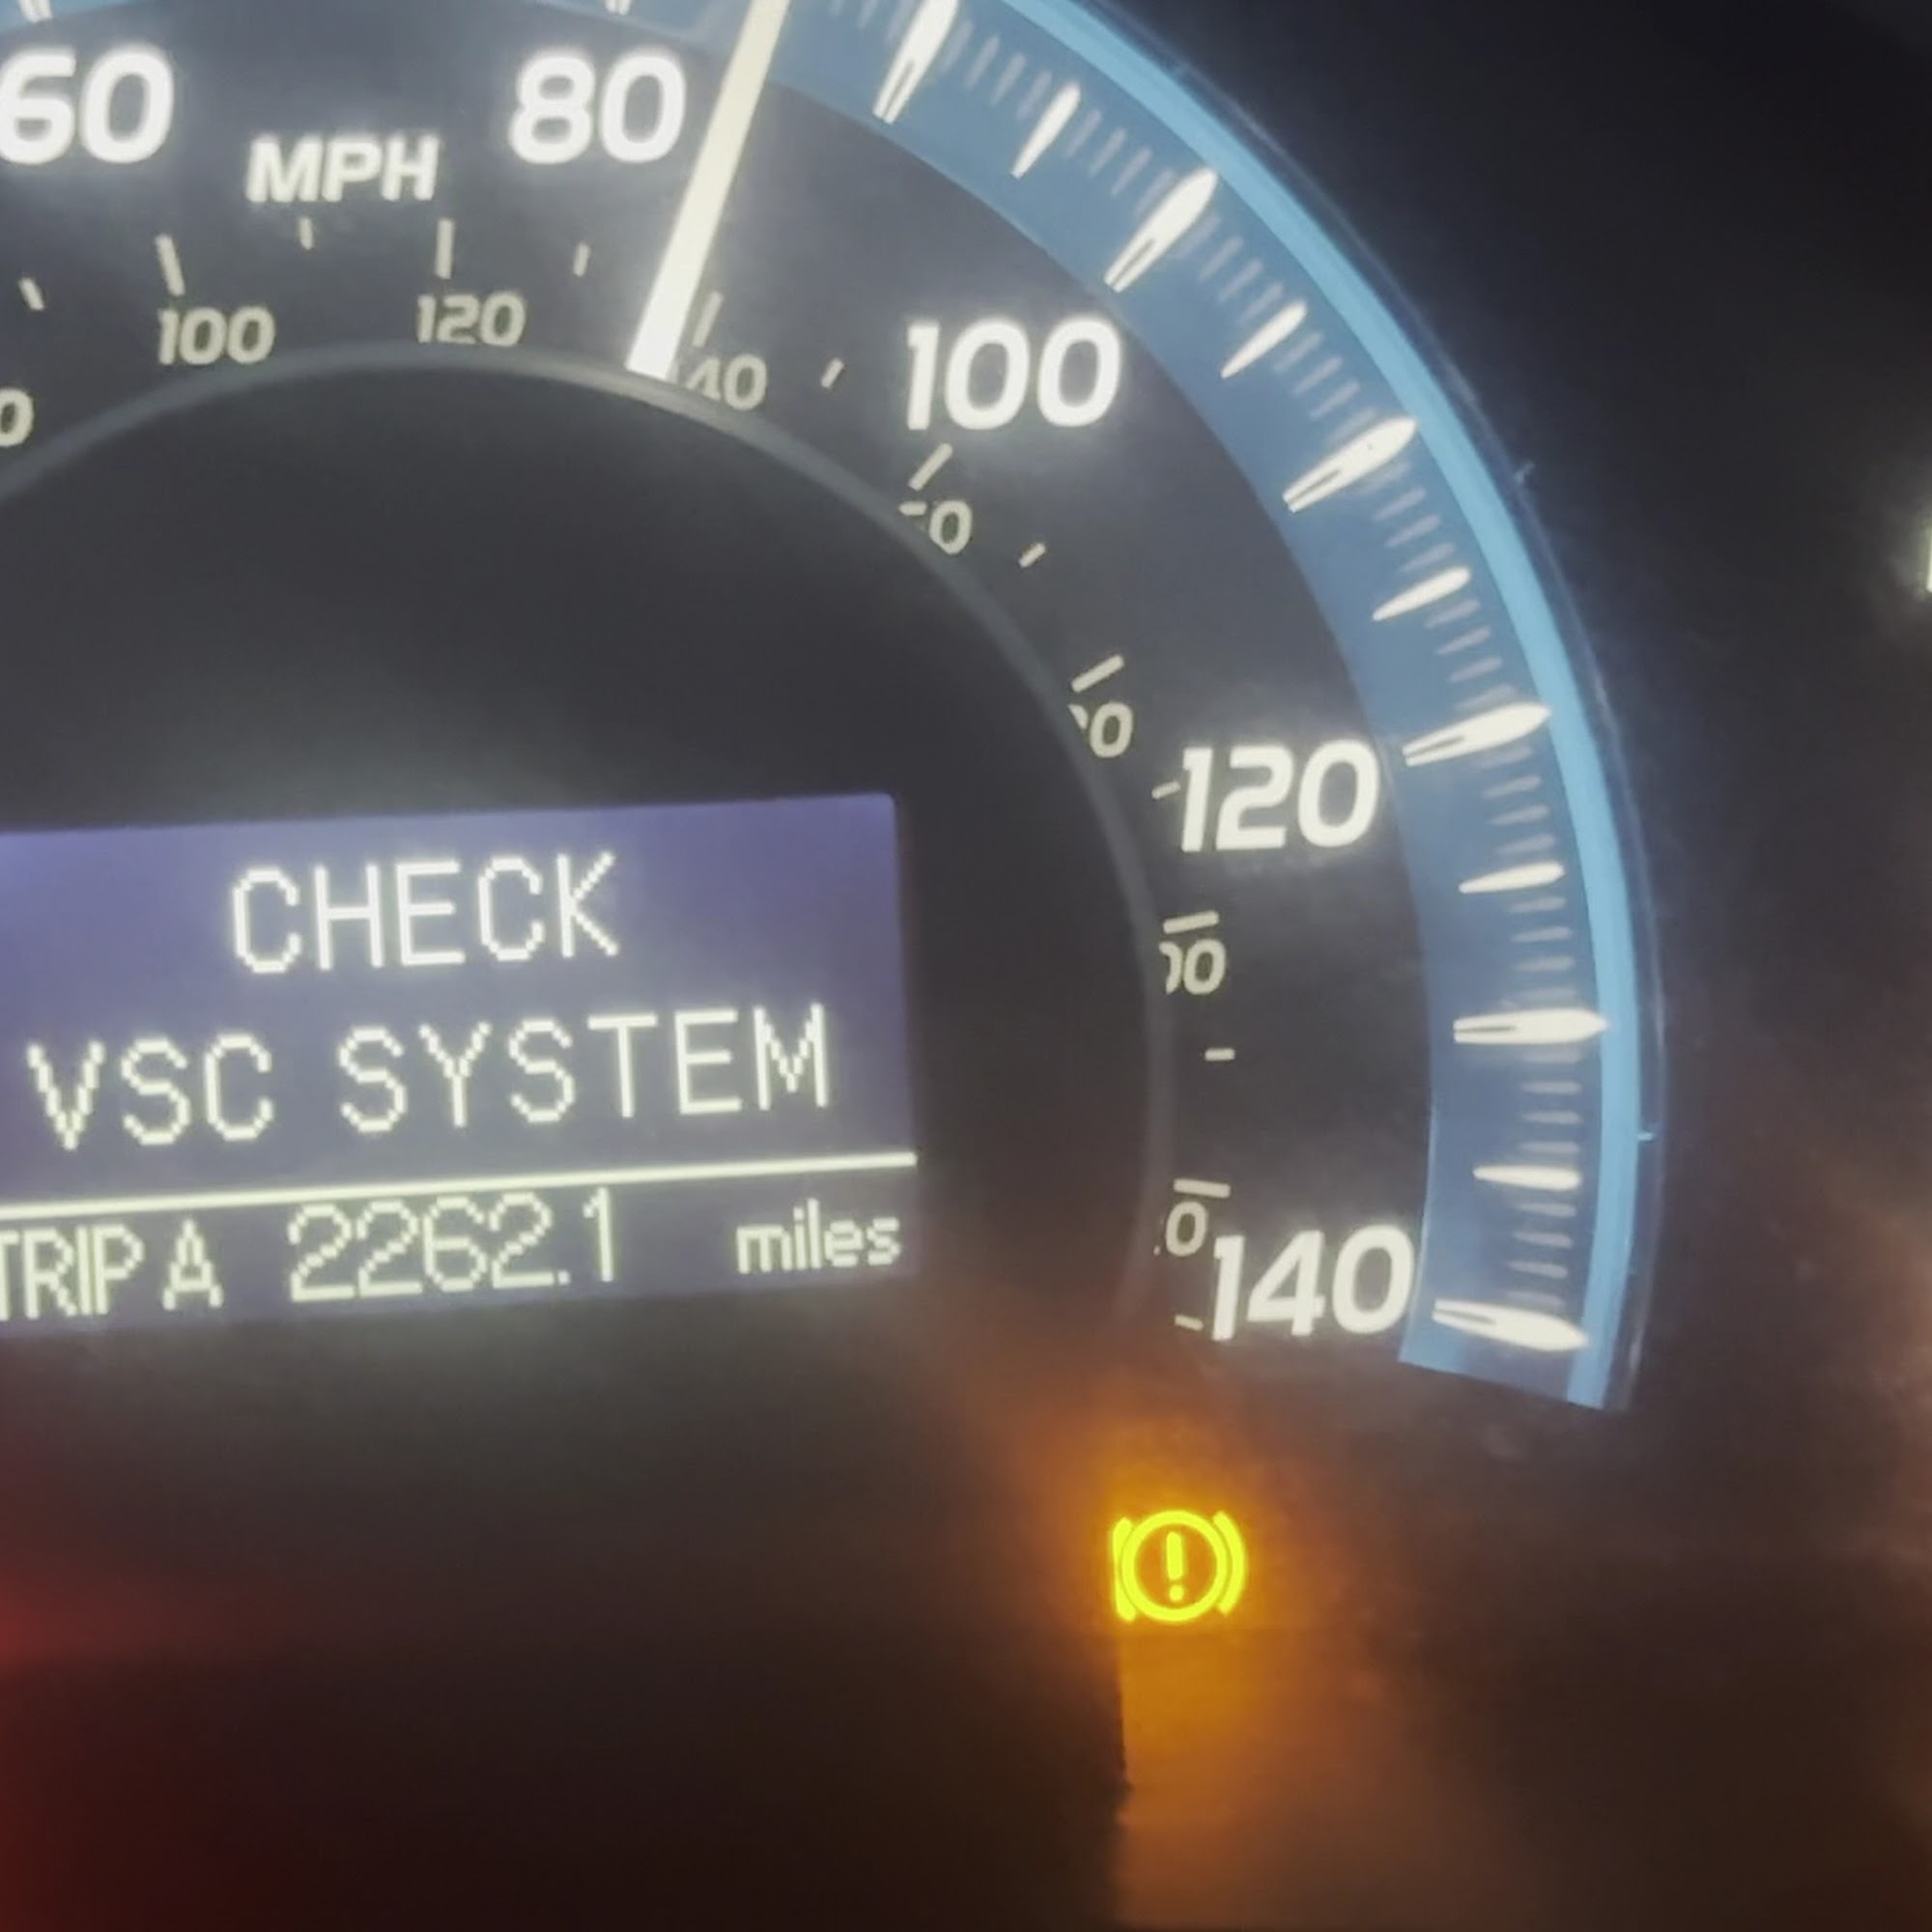 60 80
MPH
100 120
100
120
140
CHECK
VSC SYSTEM
TRIP A 2262.1 miles
!